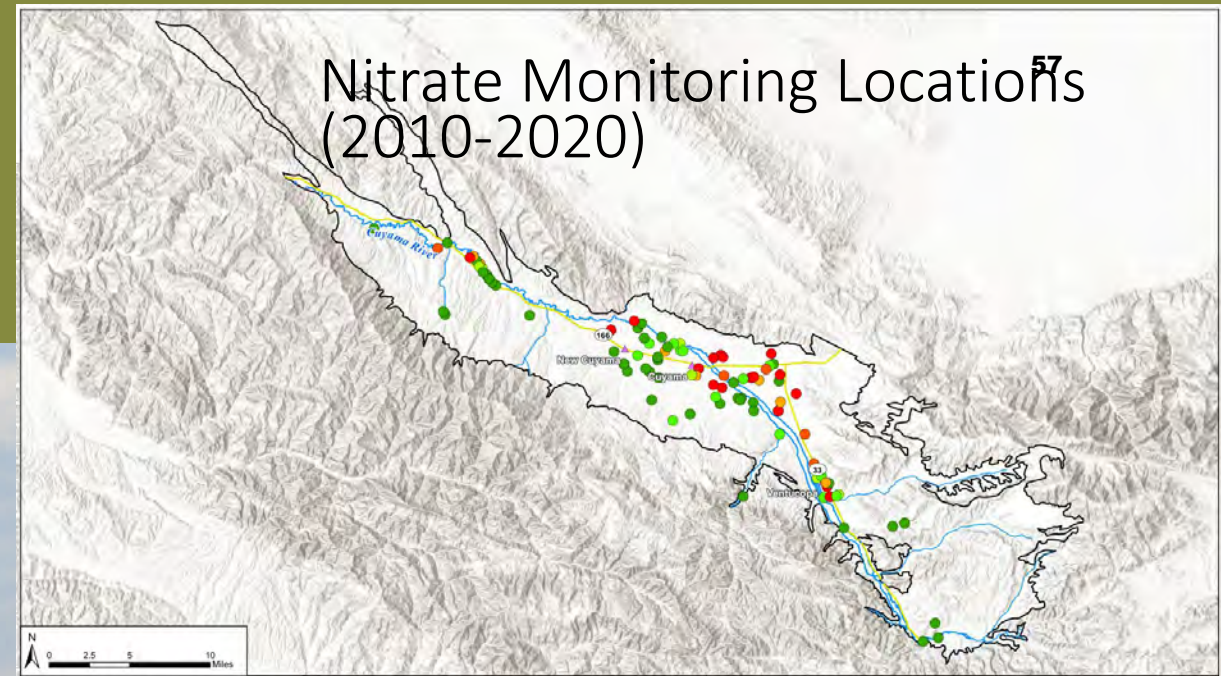 57
Nitrate Monitoring Locations
(2010-2020)
Cuyama River
166
New Cuyama
Cuyama
33
Ventucopa
N
0 2.5 5 10
Miles